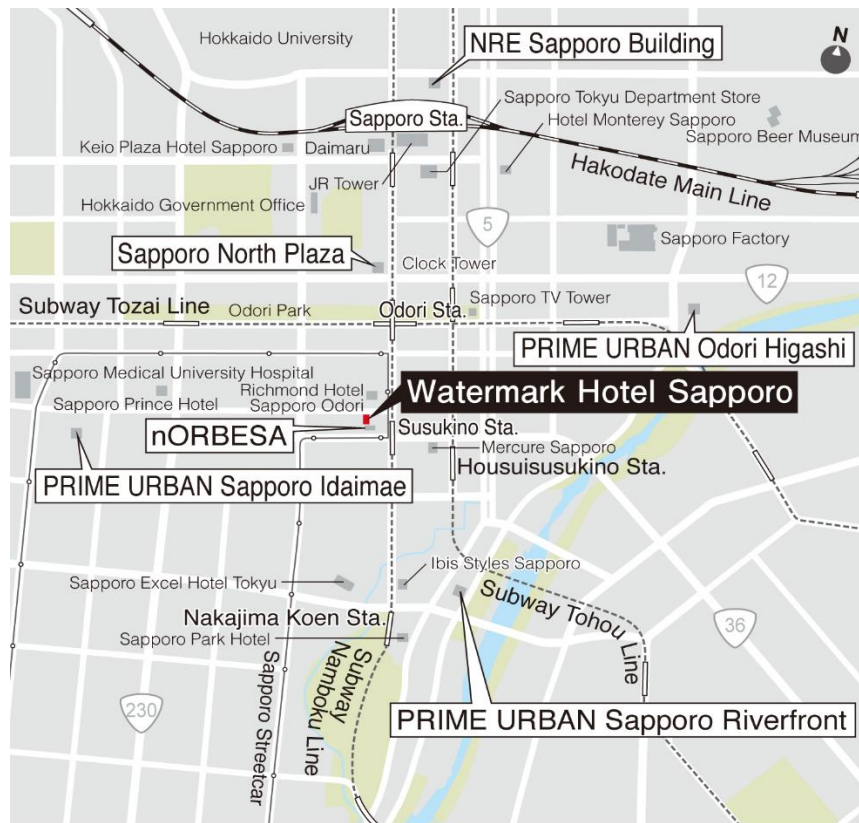 Hokkaido University
NRE Sapporo Building
N
Sapporo Sta.
Sapporo Tokyu Department Store
Hotel Monterey Sapporo
Sapporo Beer Museum
Keio Plaza Hotel Sapporo
Daimaru
JR Tower
Hakodate Main Line
Hokkaido Government Office
5
Sapporo Factory
Sapporo North Plaza
Clock Tower
12
Subway Tozai Line
Odori Park
Odori Sta.
Sapporo TV Tower
PRIME URBAN Odori Higashi
Sapporo Medical University Hospital
Richmond Hotel
Sapporo Odori
Watermark Hotel Sapporo
Sapporo Prince Hotel
nORBESA
Susukino Sta.
Mercure Sapporo
Housuisusukino Sta.
PRIME URBAN Sapporo Idaimae
Ibis Styles Sapporo
Sapporo Excel Hotel Tokyu
Subway Tohou Line
Nakajima Koen Sta.
Sapporo Park Hotel
36
Subway
Namboku Line
Sapporo Streetcar
230
PRIME URBAN Sapporo Riverfront